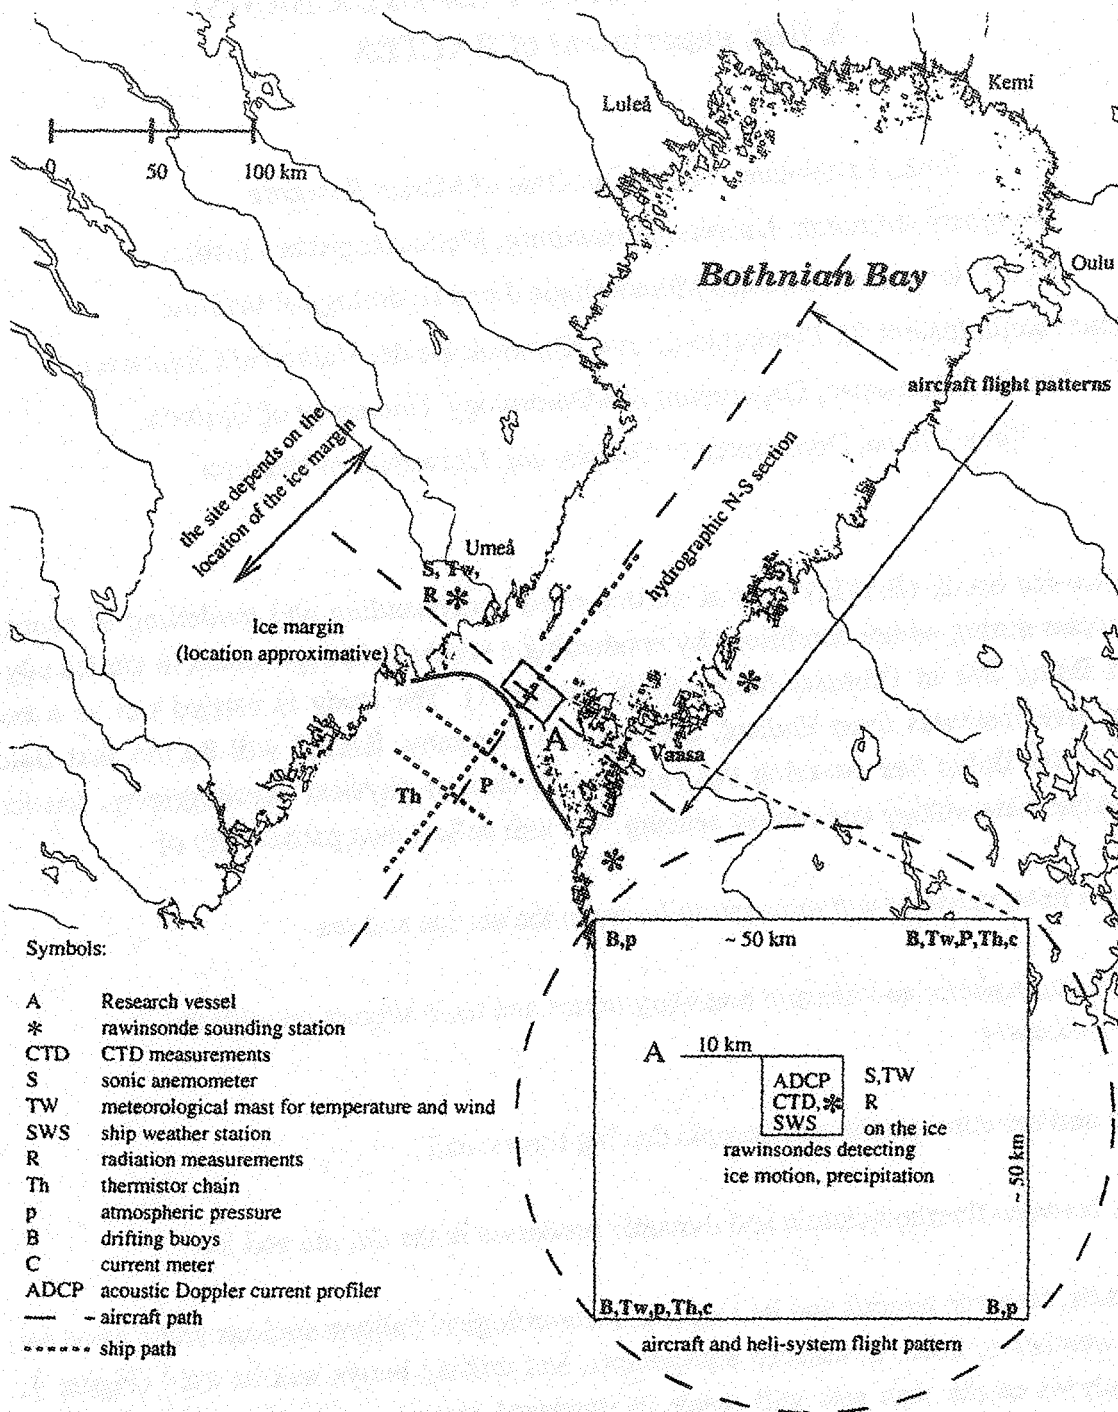 Luleå
Kemi
0 50 100 km
Bothnian Bay
Oulu
aircraft flight patterns
the site depends on the
location of the ice margin
hydrographic N-S section
Umeå
S, Tw,
R *
Ice margin
(location approximative)
*
A
Vaasa
Th
P
*
B,p ~ 50 km B,Tw,P,Th,c
A 10 km
ADCP
CTD,*
SWS
S,TW
R
on the ice
rawinsondes detecting
ice motion, precipitation
~ 50 km
B,Tw,p,Th,c B,p
aircraft and heli-system flight pattern
Symbols:
A Research vessel
* rawinsonde sounding station
CTD CTD measurements
S sonic anemometer
TW meteorological mast for temperature and wind
SWS ship weather station
R radiation measurements
Th thermistor chain
p atmospheric pressure
B drifting buoys
C current meter
ADCP acoustic Doppler current profiler
aircraft path
ship path